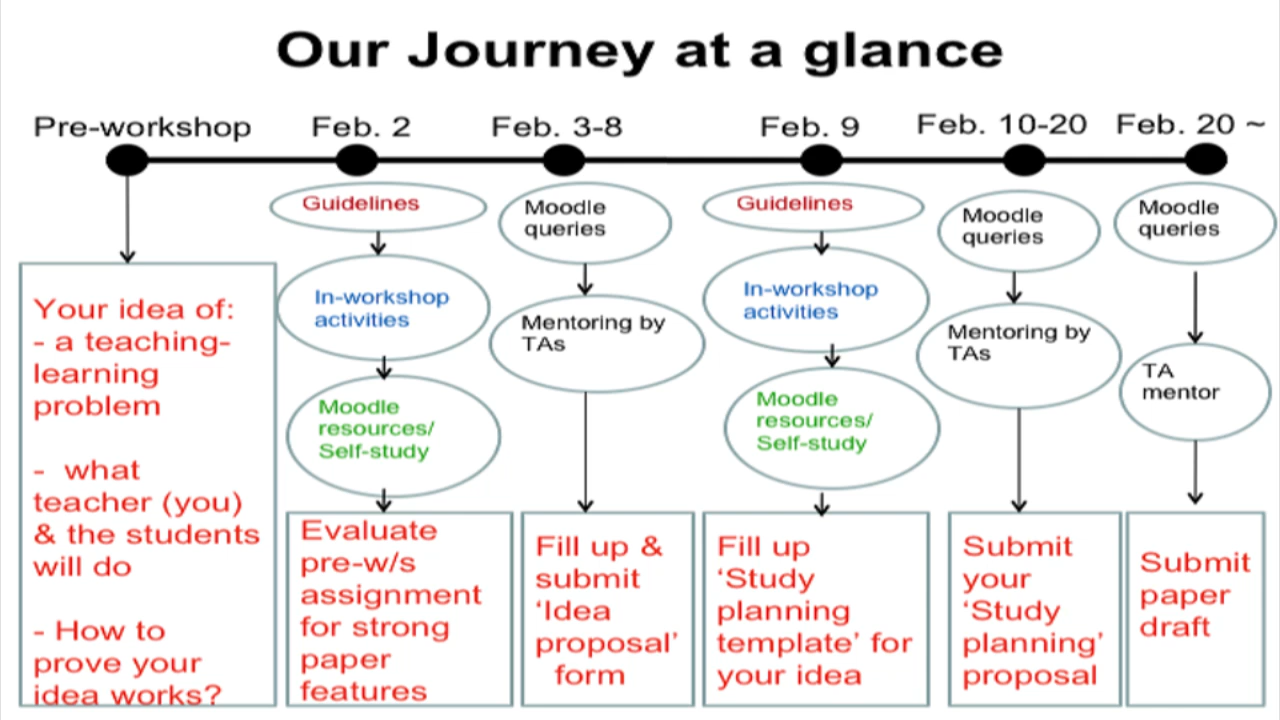 Our Journey at a glance
Pre-workshop
Feb. 2
Feb. 3-8
Feb. 9
Feb. 10-20
Feb. 20 ~
Your idea of:
- a teaching-
learning
problem
- what
teacher (you)
& the students
will do
- How to
prove your
idea works?
Guidelines
In-workshop
activities
Moodle
resources/
Self-study
Evaluate
pre-w/s
assignment
for strong
paper
features
Moodle
queries
Mentoring by
TAs
Fill up &
submit
‘Idea
proposal’
form
Guidelines
In-workshop
activities
Moodle
resources/
Self-study
Fill up
‘Study
planning
template’ for
your idea
Moodle
queries
Mentoring by
TAs
Submit
your
‘Study
planning’
proposal
Moodle
queries
TA
mentor
Submit
paper
draft